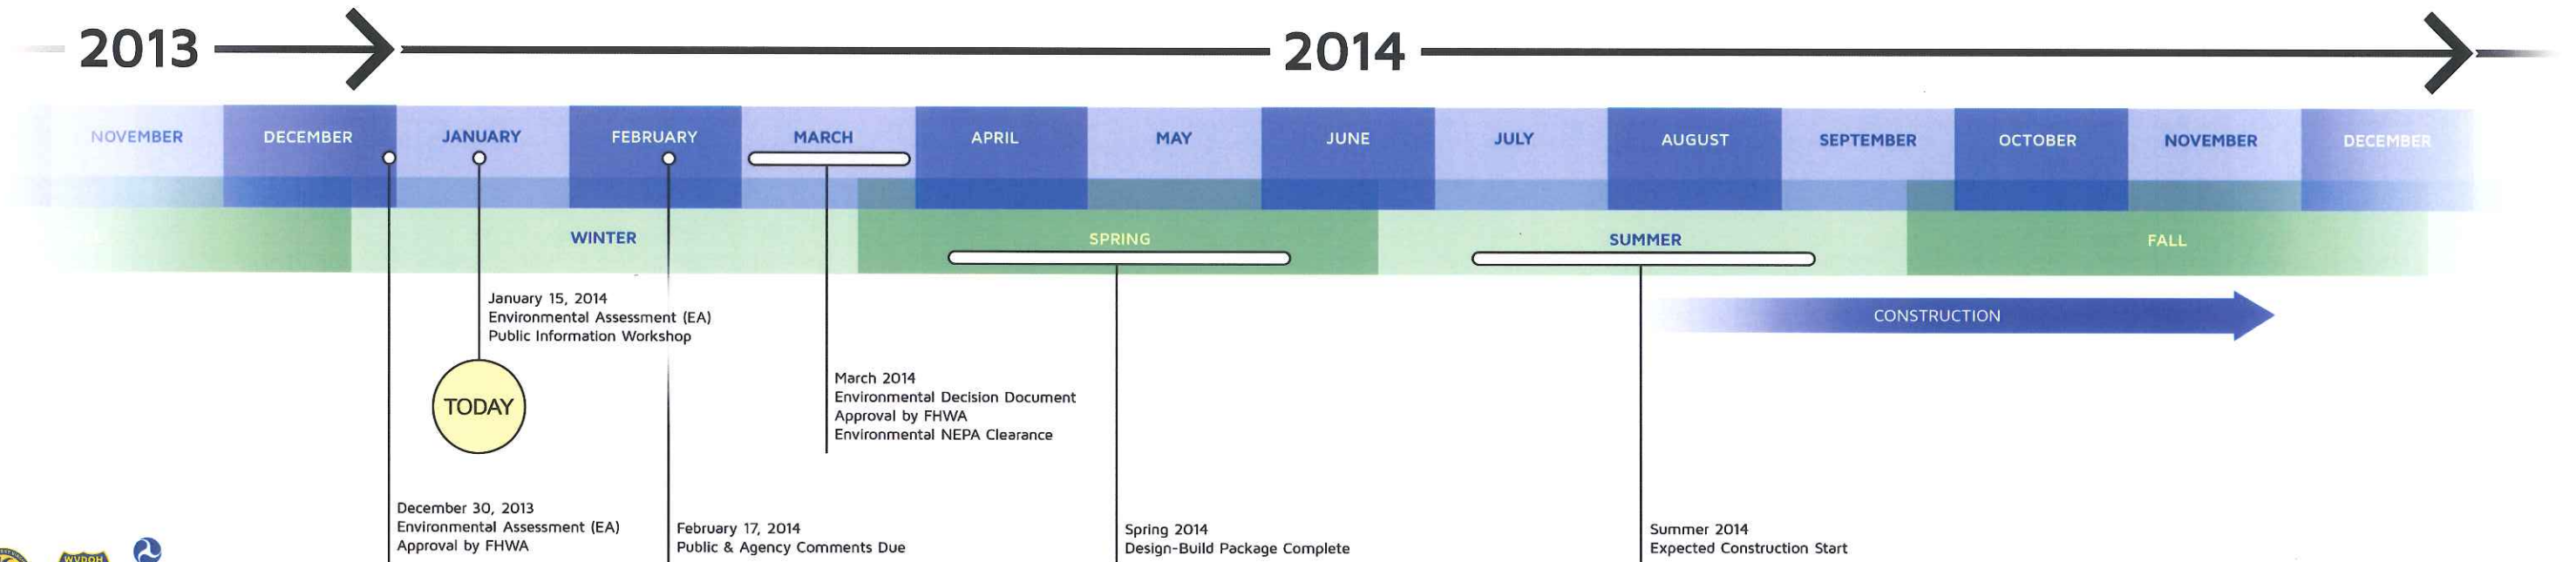 2013
2014
NOVEMBER
DECEMBER
JANUARY
FEBRUARY
MARCH
APRIL
MAY
JUNE
JULY
AUGUST
SEPTEMBER
OCTOBER
NOVEMBER
DECEMBER
WINTER
SPRING
SUMMER
FALL
January 15, 2014
Environmental Assessment (EA)
Public Information Workshop
CONSTRUCTION
TODAY
March 2014
Environmental Decision Document
Approval by FHWA
Environmental NEPA Clearance
December 30, 2013
Environmental Assessment (EA)
Approval by FHWA
February 17, 2014
Public & Agency Comments Due
Spring 2014
Design-Build Package Complete
Summer 2014
Expected Construction Start
WVDOH